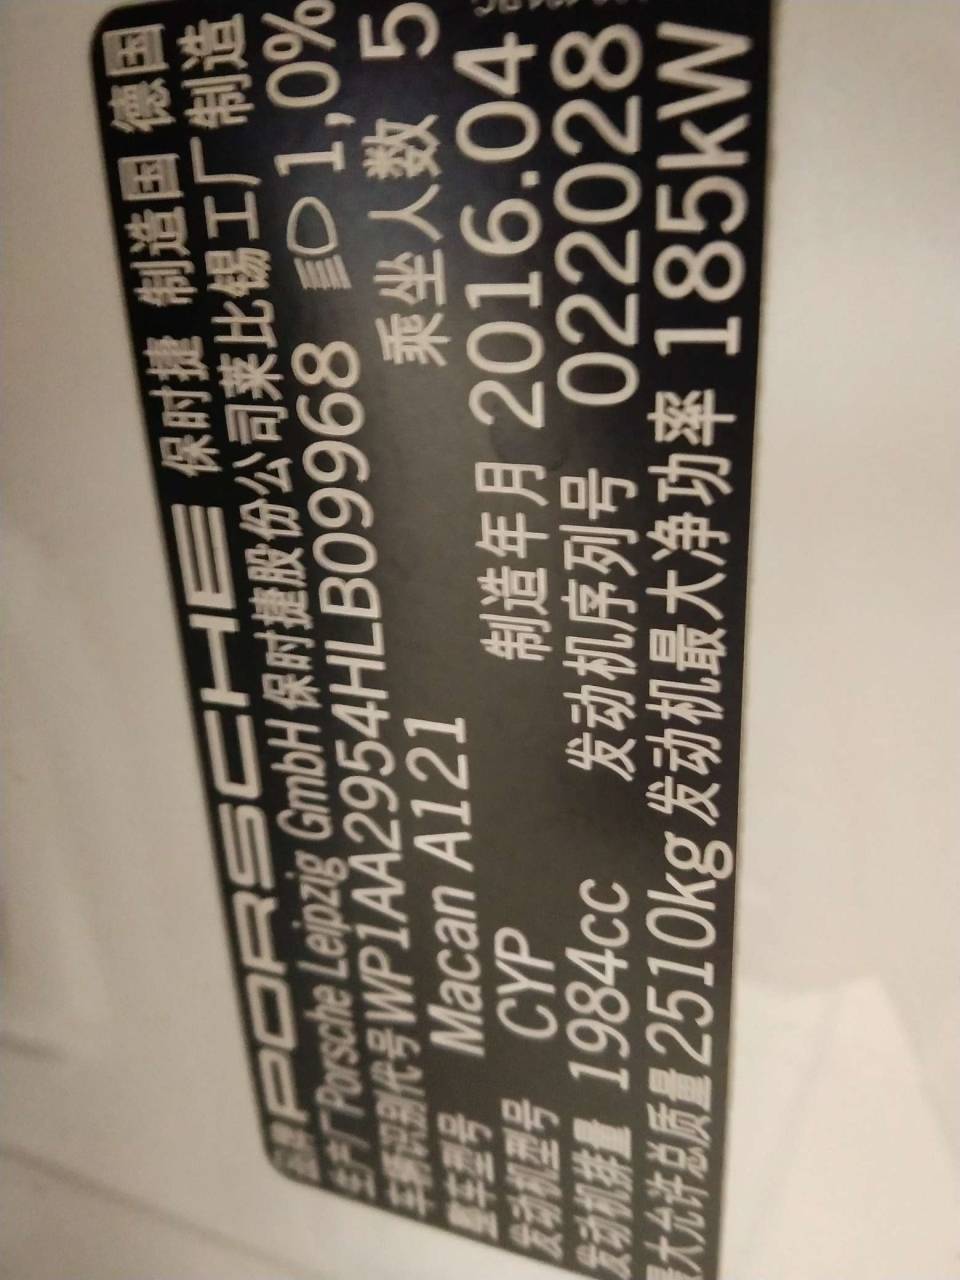 品牌 PORSCHE 保时捷 制造国 德国
生产厂 Porsche Leipzig GmbH 保时捷股份公司莱比锡工厂制造
车辆识别代号 WP1AA2954HLB09968 1,0%
整车型号 Macan A121 乘坐人数 5
发动机型号 CYP 制造年月 2016.04
发动机排量 1984cc 发动机序列号 022028
最大允许总质量 2510kg 发动机最大净功率 185kW